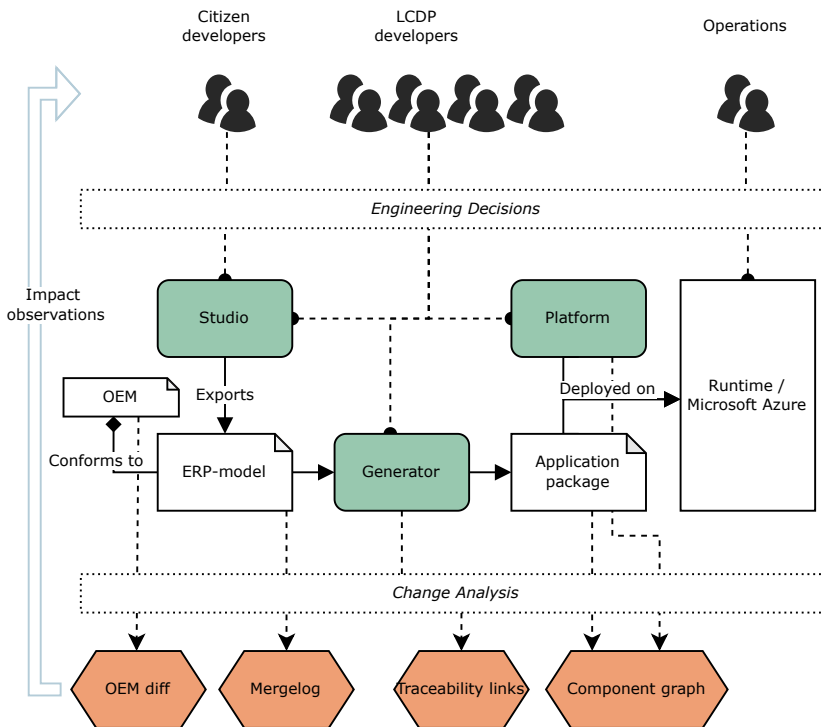 Citizen
developers
LCDP
developers
Operations
Engineering Decisions
Impact
observations
Studio
Platform
Runtime /
Microsoft Azure
OEM
Exports
Deployed on
Conforms to
ERP-model
Generator
Application
package
Change Analysis
OEM diff
Mergelog
Traceability links
Component graph